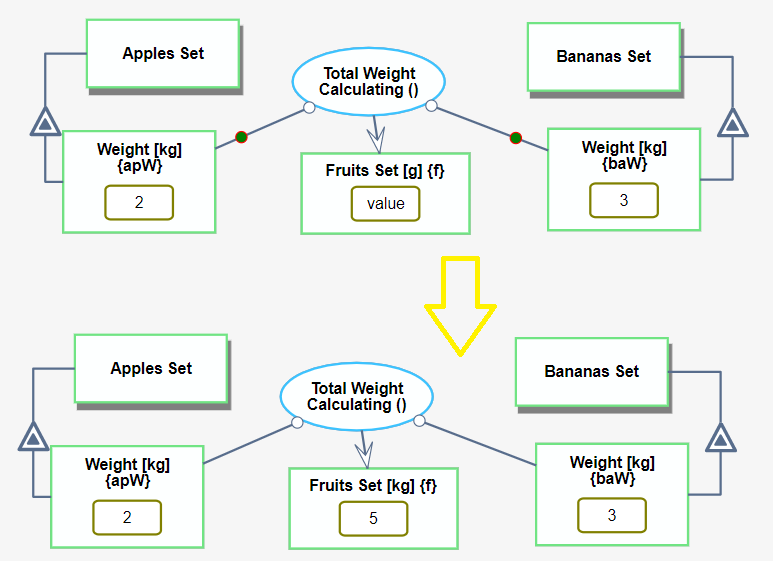 Apples Set
Bananas Set
Total Weight
Calculating ()
Weight [kg]
{apW}
2
Fruits Set [g] {f}
value
Weight [kg]
{baW}
3
Apples Set
Bananas Set
Total Weight
Calculating ()
Weight [kg]
{apW}
2
Fruits Set [kg] {f}
5
Weight [kg]
{baW}
3